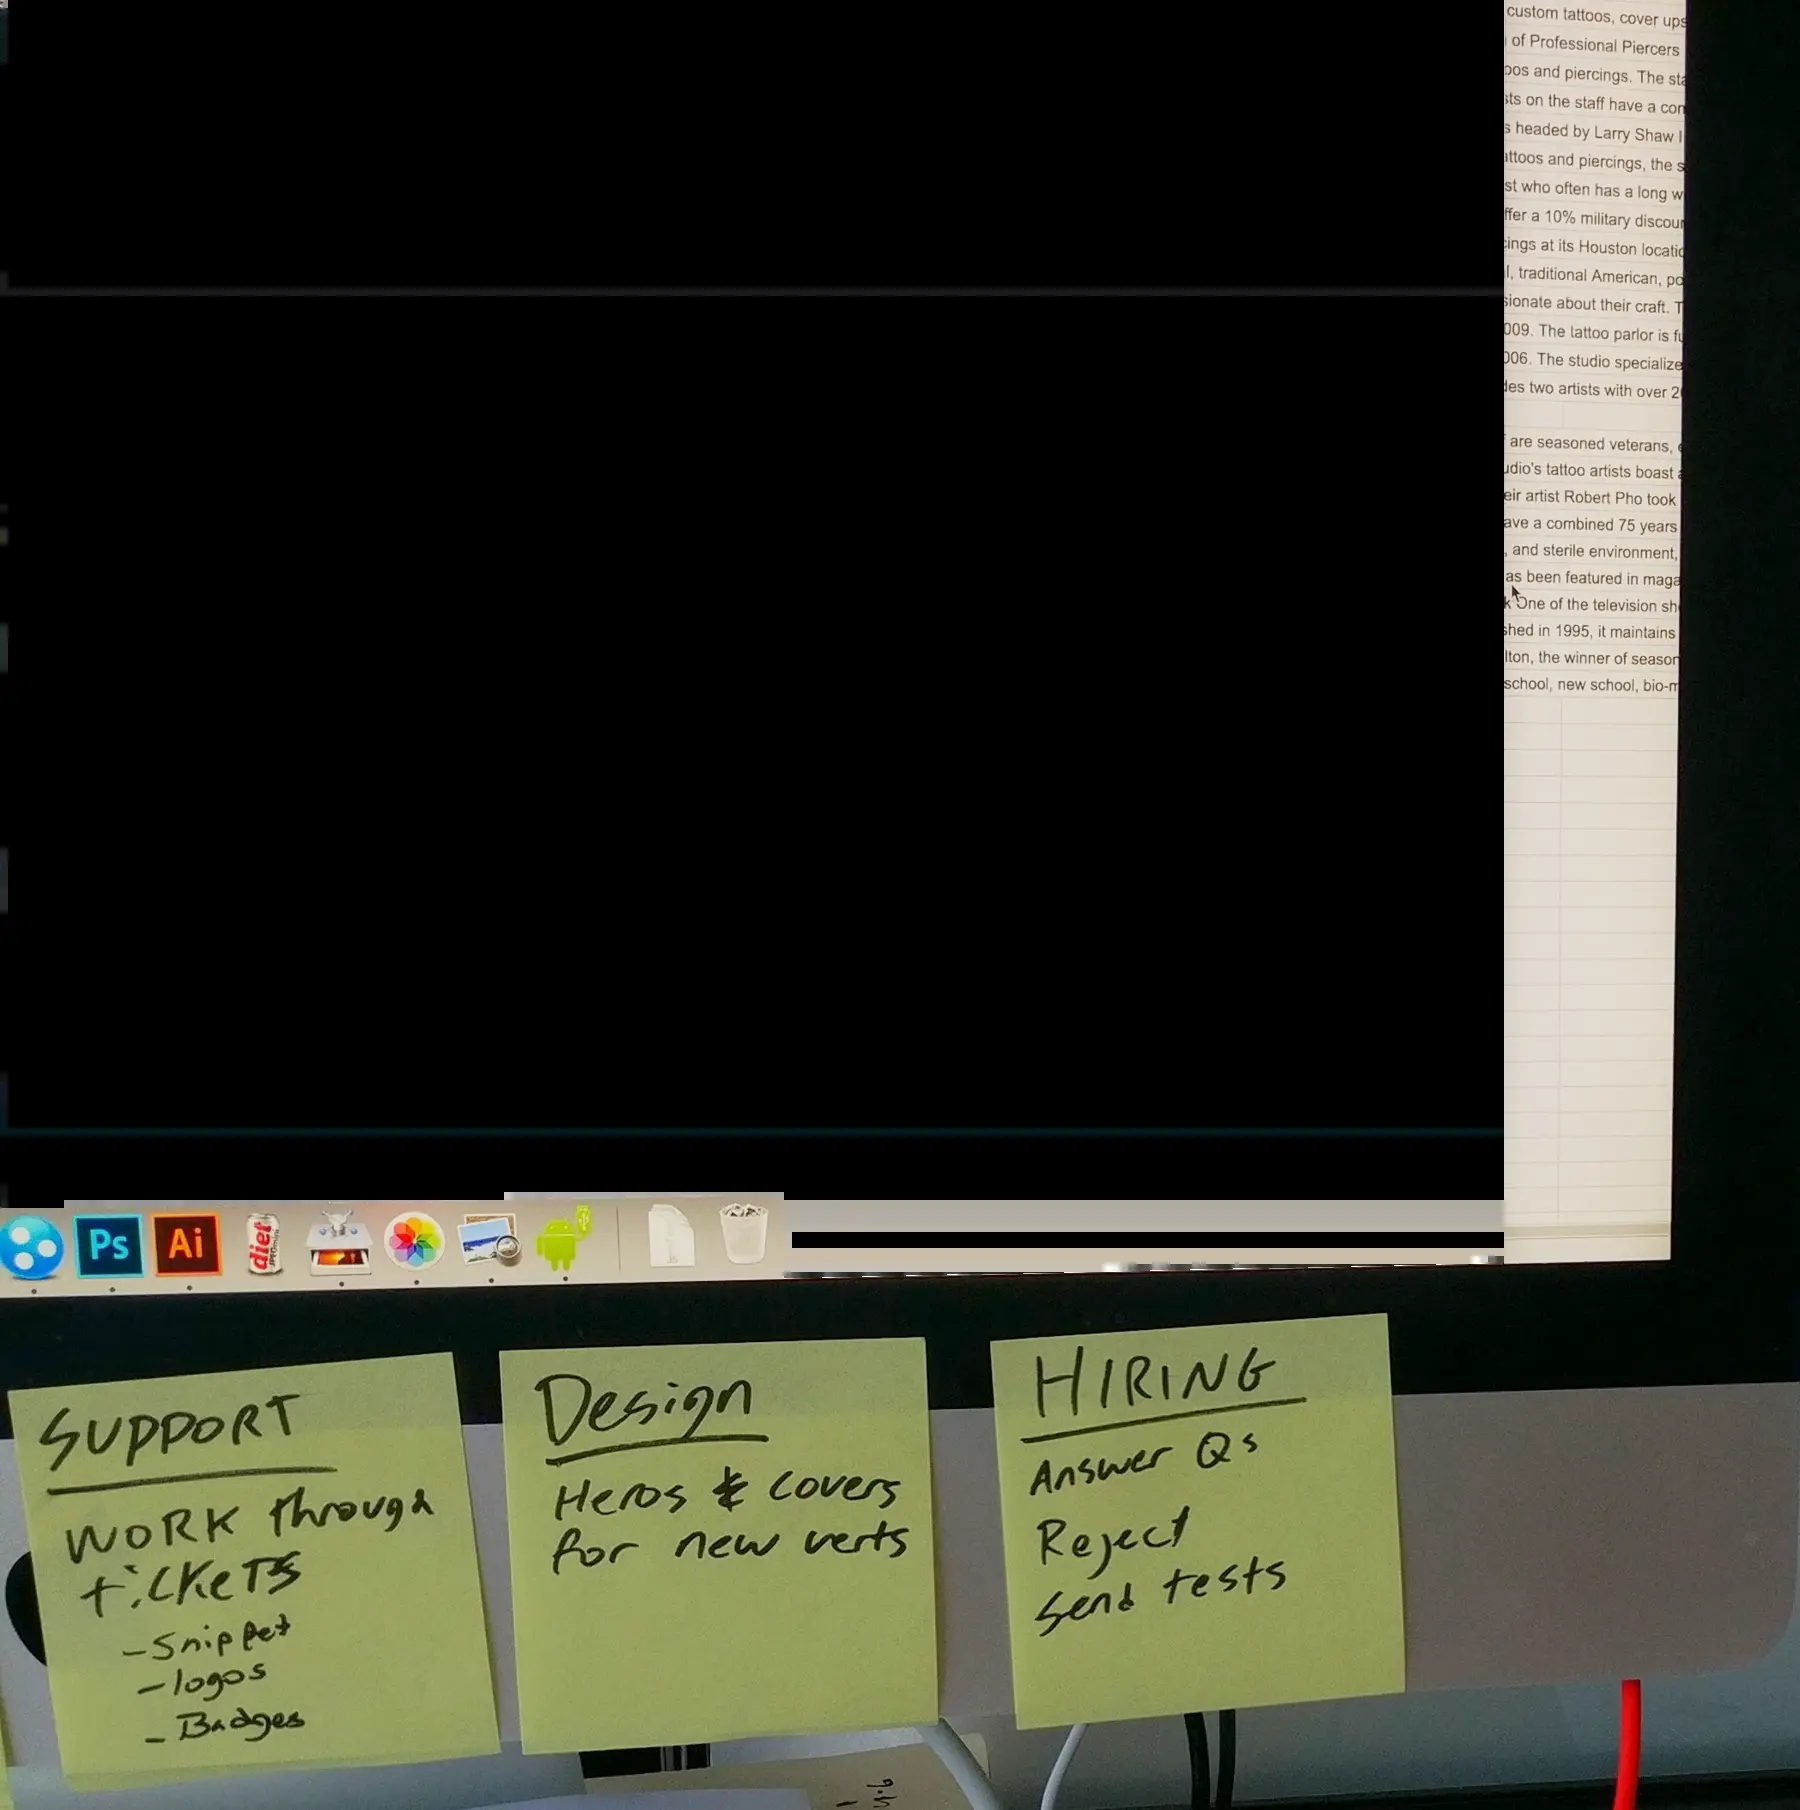 custom tattoos, cover ups
of Professional Piercers
oos and piercings. The sta
sts on the staff have a con
s headed by Larry Shaw
attoos and piercings, the s
st who often has a long w
ffer a 10% military discou
cings at its Houston locatio
l, traditional American, po
sionate about their craft. T
009. The tattoo parlor is fu
006. The studio specialize
des two artists with over 2
are seasoned veterans,
udio's tattoo artists boast
eir artist Robert Pho took
ave a combined 75 years
, and sterile environment,
as been featured in maga
k One of the television sh
shed in 1995, it maintains
lton, the winner of season
school, new school, bio-m
Ps
Ai
diet
SUPPORT
WORK through
tickets
- Snippet
- logos
- Badges
Design
Heros & covers
for new verts
HIRING
Answer Qs
Reject
Send tests